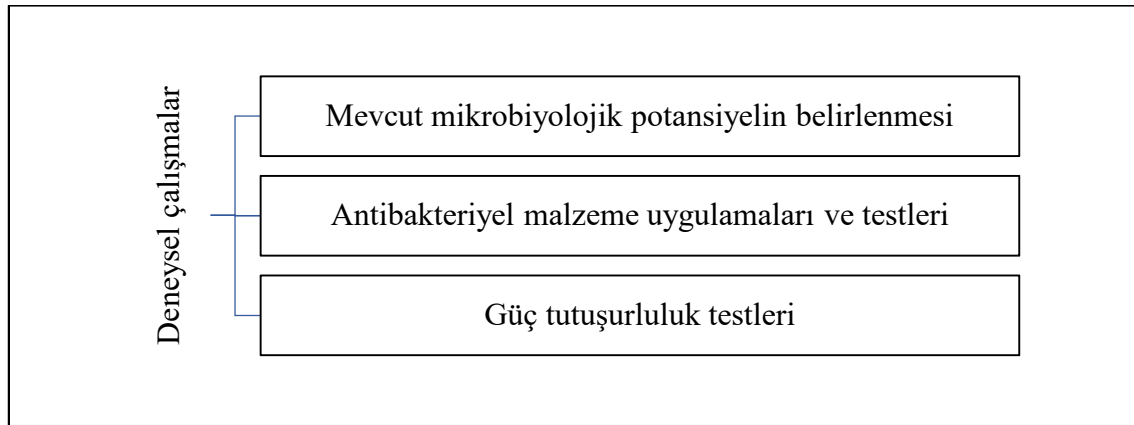 Deneysel çalışmalar
Mevcut mikrobiyolojik potansiyelin belirlenmesi
Antibakteriyel malzeme uygulamaları ve testleri
Güç tutuşurluluk testleri